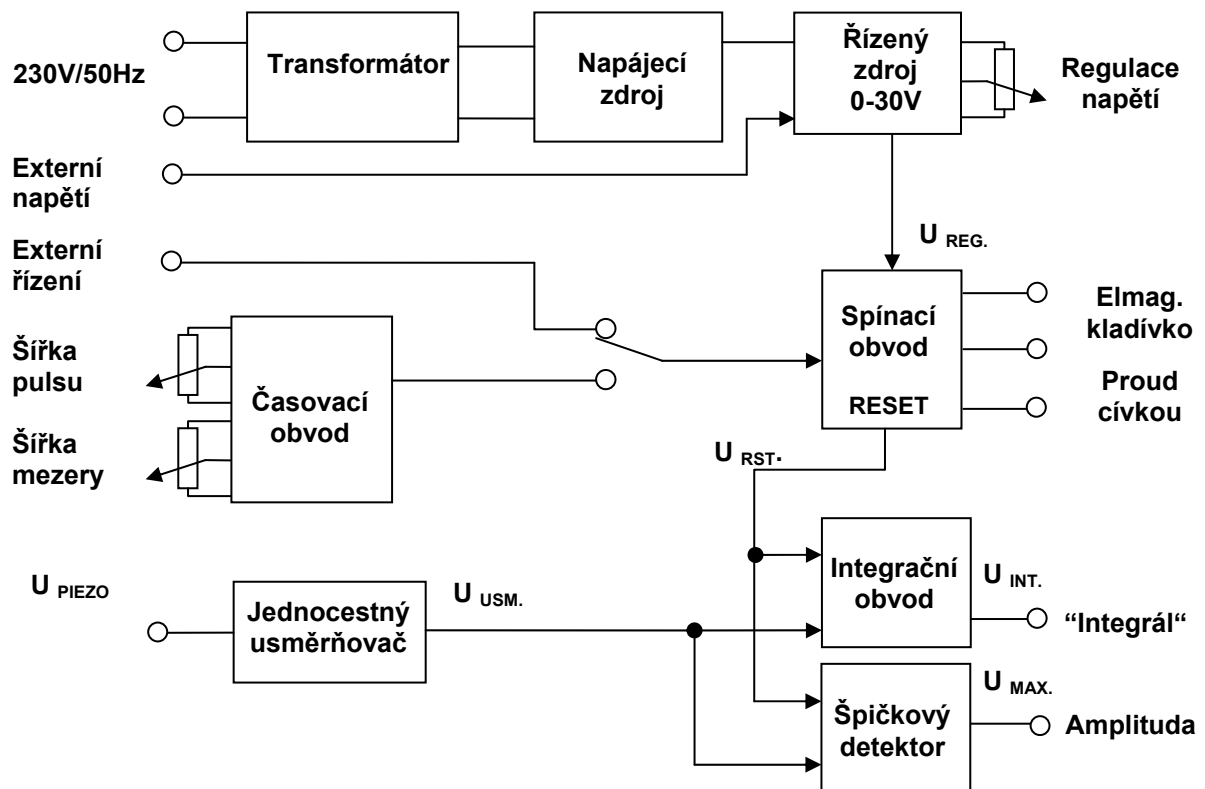 230V/50Hz
Transformátor
Napájecí
zdroj
Řízený
zdroj
0-30V
Regulace
napětí
Externí
napětí
Externí
řízení
U REG.
Spínací
obvod
RESET
Elmag.
kladívko
Proud
cívkou
Šířka
pulsu
Šířka
mezery
Časovací
obvod
U RST.
U PIEZO
Jednocestný
usměrňovač
U USM.
Integrační
obvod
U INT.
“Integrál“
Špičkový
detektor
U MAX.
Amplituda